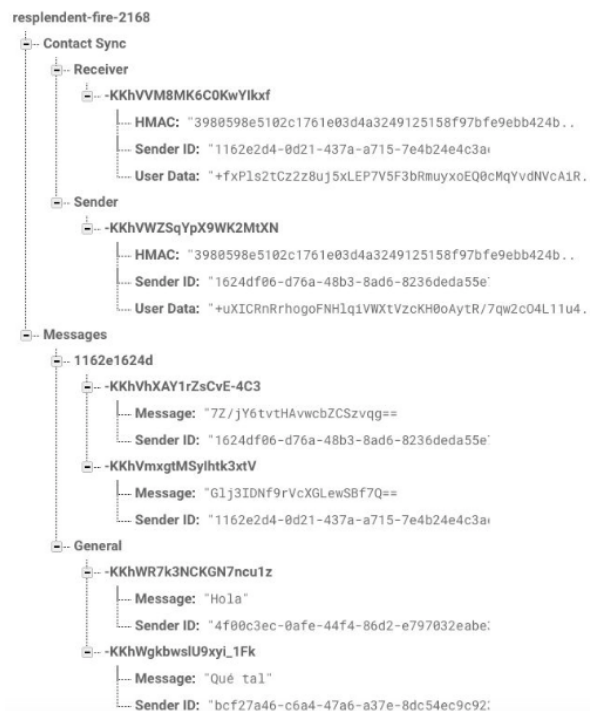 resplendent-fire-2168
Contact Sync
Receiver
-KKhVVM8MK6C0KwYlkxf
HMAC: "3980598e5102c1761e03d4a3249125158f97bfe9ebb424b..
Sender ID: "1162e2d4-0d21-437a-a715-7e4b24e4c3a
User Data: "+fxPls2tCz2z8uj5xLEP7V5F3bRmuyxoEQ0cMqYvdNVcAiR.
Sender
-KKhVWZSqYpX9WK2MtXN
HMAC: "3980598e5102c1761e03d4a3249125158f97bfe9ebb424b..
Sender ID: "1624df06-d76a-48b3-8ad6-8236deda55e
User Data: "+uXICRnRrhogoFNHlqiVWXtVzcKH0oAytR/7qw2cO4L11u4.
Messages
1162e1624d
-KKhVhXAY1rZsCvE-4C3
Message: "7Z/jY6tvtHAvwcbZCSzvqg==
Sender ID: "1624df06-d76a-48b3-8ad6-8236deda55e
-KKhVmxgtMSylhtk3xtV
Message: "Glj3IDNf9rVcXGLewSBf7Q==
Sender ID: "1162e2d4-0d21-437a-a715-7e4b24e4c3a
General
-KKhWR7k3NCKGN7ncu1z
Message: "Hola"
Sender ID: "4f00c3ec-0afe-44f4-86d2-e797032eabe
-KKhWgkbwslU9xyi_1Fk
Message: "Qué tal"
Sender ID: "bcf27a46-c6a4-47a6-a37e-8dc54ec9c92